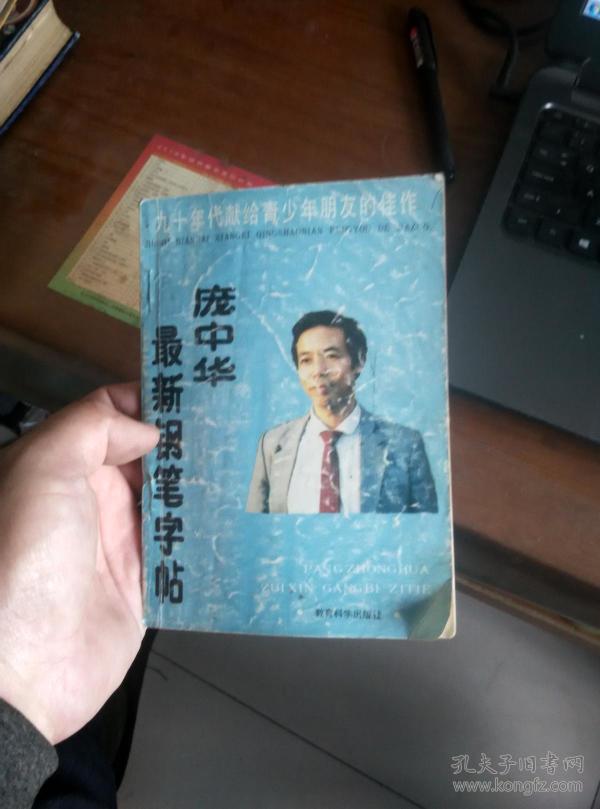 九十年代献给青少年朋友的佳作
JIUSHI NIANDAI XIANGEI QINGSHAONIAN PENGYOU DE JIAZUO
庞中华
最新钢笔字帖
PANGZHONGHUA
ZUIXIN GANGBI ZITIE
教育科学出版社
孔夫子旧书网
www.kongfz.com